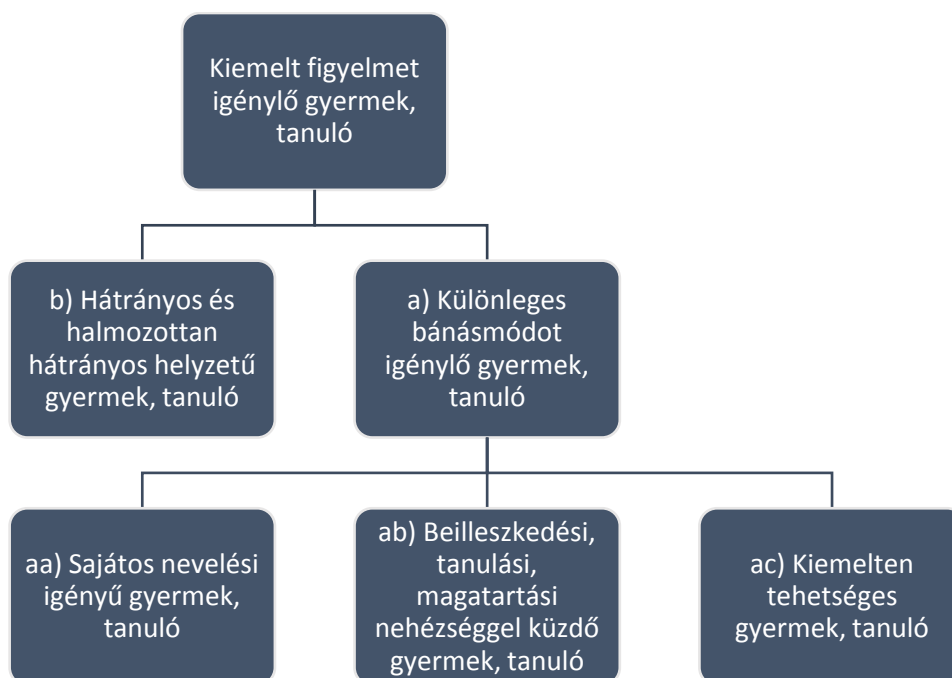 Kiemelt figyelmet
igénylő gyermek,
tanuló
b) Hátrányos és
halmozottan
hátrányos helyzetű
gyermek, tanuló
a) Különleges
bánásmódot
igénylő gyermek,
tanuló
aa) Sajátos nevelési
igényű gyermek,
tanuló
ab) Beilleszkedési,
tanulási,
magatartási
nehézséggel küzdő
gyermek, tanuló
ac) Kiemelten
tehetséges
gyermek, tanuló